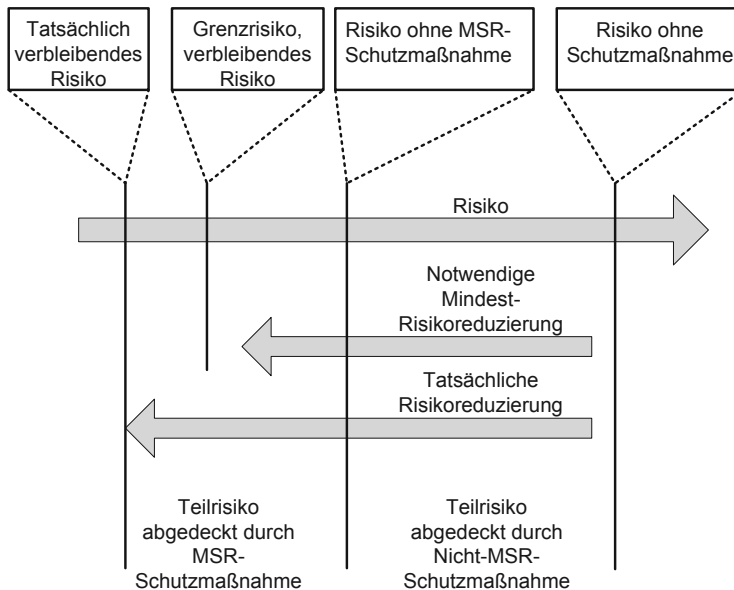 Tatsächlich
verbleibendes
Risiko
Grenzrisiko,
verbleibendes
Risiko
Risiko ohne MSR-
Schutzmaßnahme
Risiko ohne
Schutzmaßnahme
Risiko
Notwendige
Mindest-
Risikoreduzierung
Tatsächliche
Risikoreduzierung
Teilrisiko
abgedeckt durch
MSR-
Schutzmaßnahme
Teilrisiko
abgedeckt durch
Nicht-MSR-
Schutzmaßnahme